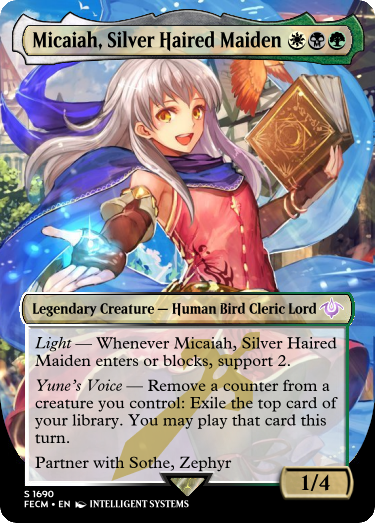 Micaiah, Silver Haired Maiden
Legendary Creature — Human Bird Cleric Lord
Light — Whenever Micaiah, Silver Haired
Maiden enters or blocks, support 2.
Yune's Voice — Remove a counter from a
creature you control: Exile the top card of
your library. You may play that card this
turn.
Partner with Sothe, Zephyr
1/4
S 1690
FECM • EN INTELLIGENT SYSTEMS